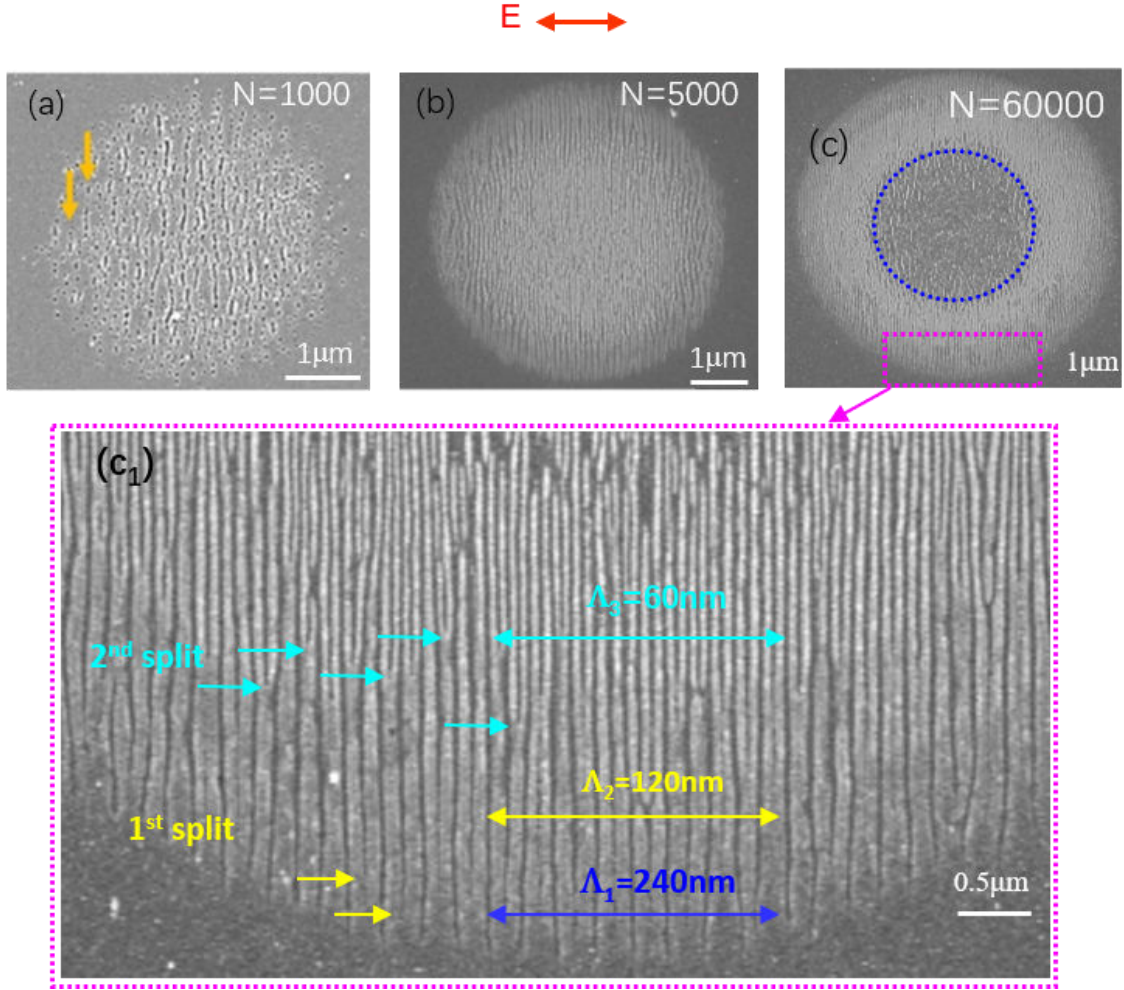 E
(a)
N=1000
1μm
(b)
N=5000
1μm
N=60000
(c)
1μm
(c₁)
Λ₃=60nm
2ⁿᵈ split
Λ₂=120nm
1ˢᵗ split
Λ₁=240nm
0.5μm